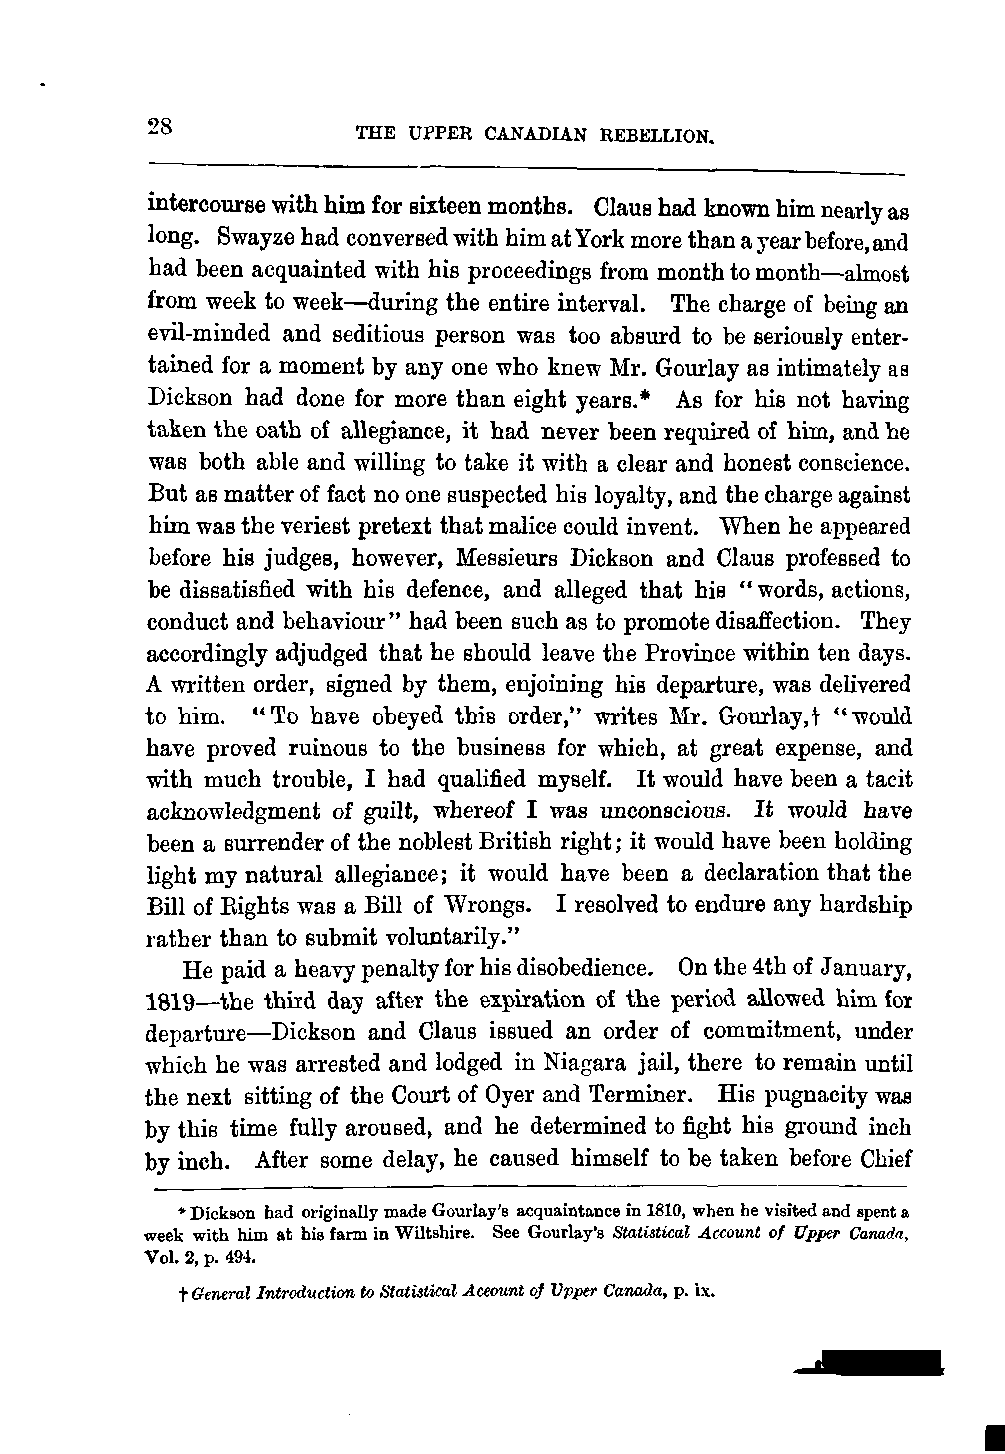 28
THE UPPER CANADIAN REBELLION.
intercourse with him for sixteen months. Claus had known him nearly as
long. Swayze had conversed with him at York more than a year before, and
had been acquainted with his proceedings from month to month—almost
from week to week—during the entire interval. The charge of being an
evil-minded and seditious person was too absurd to be seriously enter-
tained for a moment by any one who knew Mr. Gourlay as intimately as
Dickson had done for more than eight years.* As for his not having
taken the oath of allegiance, it had never been required of him, and he
was both able and willing to take it with a clear and honest conscience.
But as matter of fact no one suspected his loyalty, and the charge against
him was the veriest pretext that malice could invent. When he appeared
before his judges, however, Messieurs Dickson and Claus professed to
be dissatisfied with his defence, and alleged that his "words, actions,
conduct and behaviour" had been such as to promote disaffection. They
accordingly adjudged that he should leave the Province within ten days.
A written order, signed by them, enjoining his departure, was delivered
to him. "To have obeyed this order," writes Mr. Gourlay,† "would
have proved ruinous to the business for which, at great expense, and
with much trouble, I had qualified myself. It would have been a tacit
acknowledgment of guilt, whereof I was unconscious. It would have
been a surrender of the noblest British right; it would have been holding
light my natural allegiance; it would have been a declaration that the
Bill of Rights was a Bill of Wrongs. I resolved to endure any hardship
rather than to submit voluntarily."
He paid a heavy penalty for his disobedience. On the 4th of January,
1819—the third day after the expiration of the period allowed him for
departure—Dickson and Claus issued an order of commitment, under
which he was arrested and lodged in Niagara jail, there to remain until
the next sitting of the Court of Oyer and Terminer. His pugnacity was
by this time fully aroused, and he determined to fight his ground inch
by inch. After some delay, he caused himself to be taken before Chief
* Dickson had originally made Gourlay's acquaintance in 1810, when he visited and spent a
week with him at his farm in Wiltshire. See Gourlay's Statistical Account of Upper Canada,
Vol. 2, p. 494.
† General Introduction to Statistical Account of Upper Canada, p. ix.